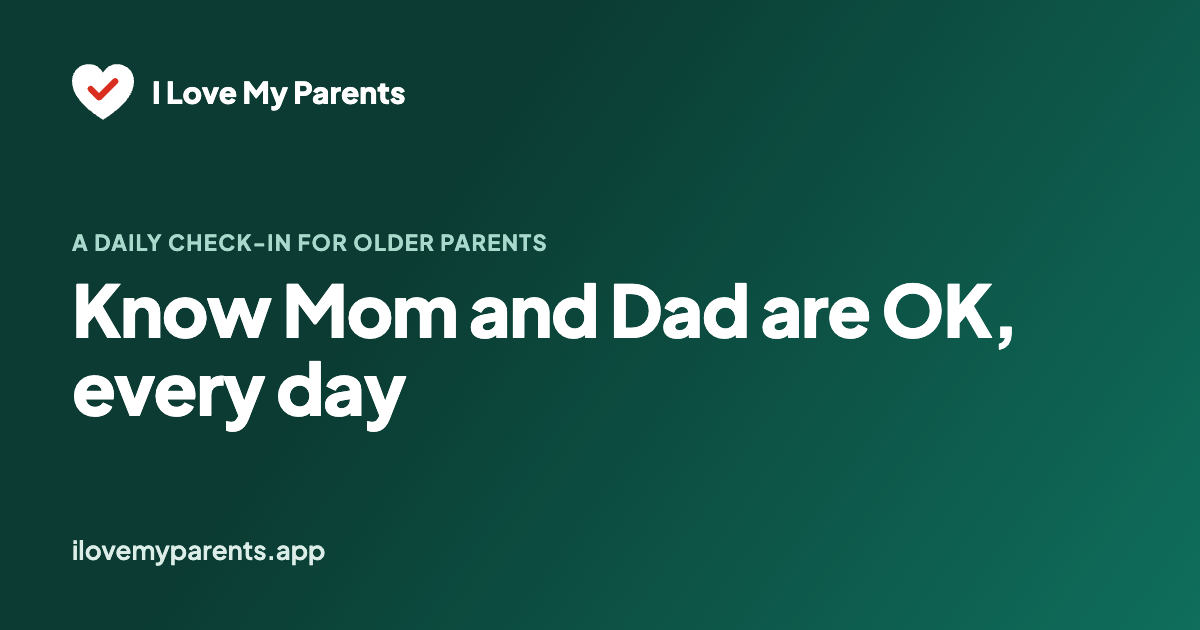 I Love My Parents
A DAILY CHECK-IN FOR OLDER PARENTS
Know Mom and Dad are OK,
every day
ilovemyparents.app